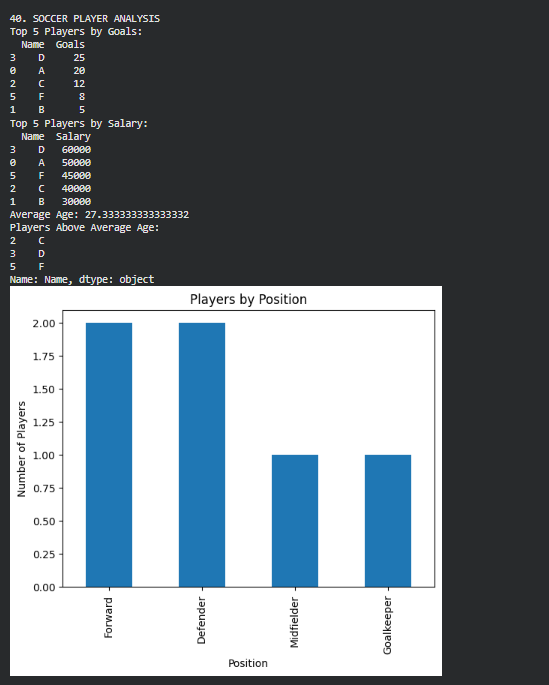 40. SOCCER PLAYER ANALYSIS
Top 5 Players by Goals:
  Name  Goals
3    D     25
0    A     20
2    C     12
5    F      8
1    B      5
Top 5 Players by Salary:
  Name  Salary
3    D   60000
0    A   50000
5    F   45000
2    C   40000
1    B   30000
Average Age: 27.333333333333332
Players Above Average Age:
2    C
3    D
5    F
Name: Name, dtype: object
Players by Position
2.00
1.75
1.50
1.25
1.00
0.75
0.50
0.25
0.00
Number of Players
Forward
Defender
Midfielder
Goalkeeper
Position